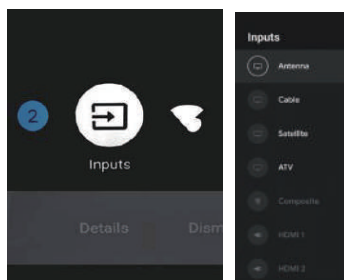 2
Inputs
Details
Dism
Inputs
Antenna
Cable
Satellite
ATV
Composite
HDMI 1
HDMI 2